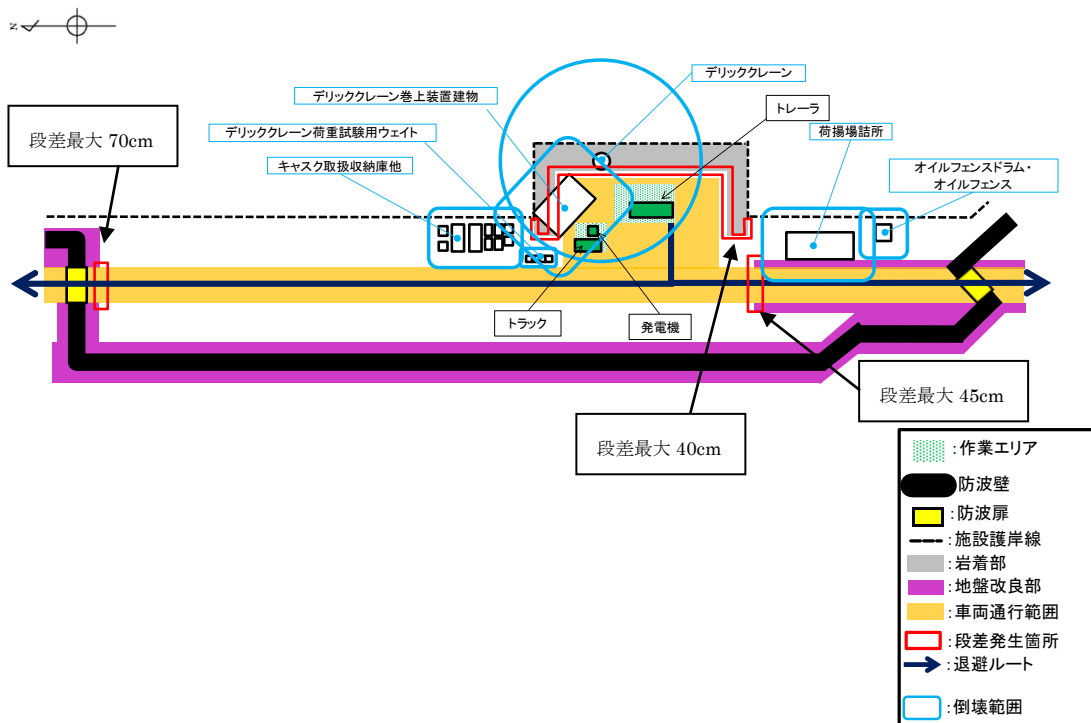 N
デリッククレーン
デリッククレーン巻上装置建物
トレーラ
段差最大 70cm
デリッククレーン荷重試験用ウェイト
荷揚場詰所
キャスク取扱収納庫他
オイルフェンスドラム・
オイルフェンス
トラック
発電機
段差最大 45cm
段差最大 40cm
:作業エリア
:防波壁
:防波扉
:施設護岸線
:岩着部
:地盤改良部
:車両通行範囲
:段差発生箇所
:退避ルート
:倒壊範囲